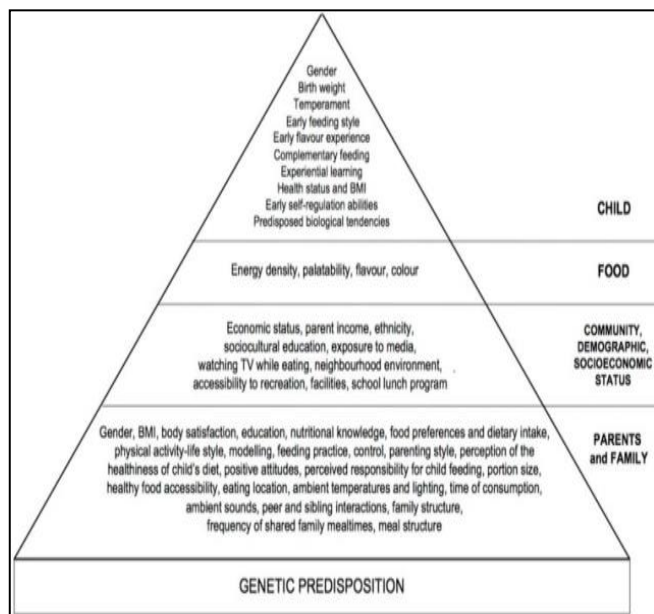 Gender
Birth weight
Temperament
Early feeding style
Early flavour experience
Complementary feeding
Experiential learning
Health status and BMI
Early self-regulation abilities
Predisposed biological tendencies
CHILD
Energy density, palatability, flavour, colour
FOOD
Economic status, parent income, ethnicity,
sociocultural education, exposure to media,
watching TV while eating, neighbourhood environment,
accessibility to recreation, facilities, school lunch program
COMMUNITY,
DEMOGRAPHIC,
SOCIOECONOMIC
STATUS
Gender, BMI, body satisfaction, education, nutritional knowledge, food preferences and dietary intake,
physical activity-life style, modelling, feeding practice, control, parenting style, perception of the
healthiness of child's diet, positive attitudes, perceived responsibility for child feeding, portion size,
healthy food accessibility, eating location, ambient temperatures and lighting, time of consumption,
ambient sounds, peer and sibling interactions, family structure,
frequency of shared family mealtimes, meal structure
PARENTS
and FAMILY
GENETIC PREDISPOSITION